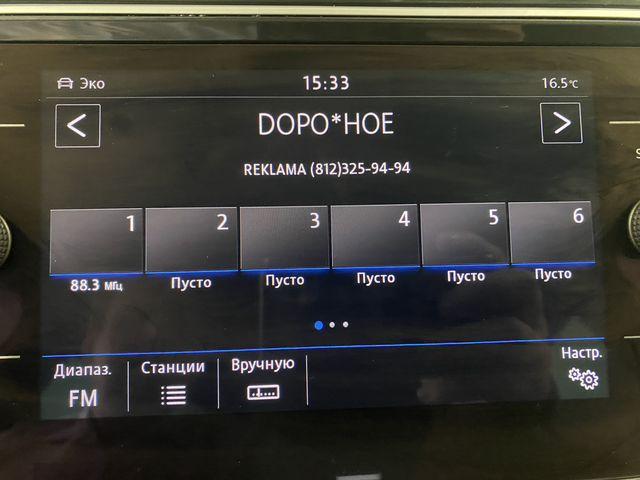 Эко 15:33 16.5°C
< DOPO*HOE >
REKLAMA (812)325-94-94
1 2 3 4 5 6
88.3 МГц Пусто Пусто Пусто Пусто Пусто
Диапаз. Станции Вручную Настр.
FM